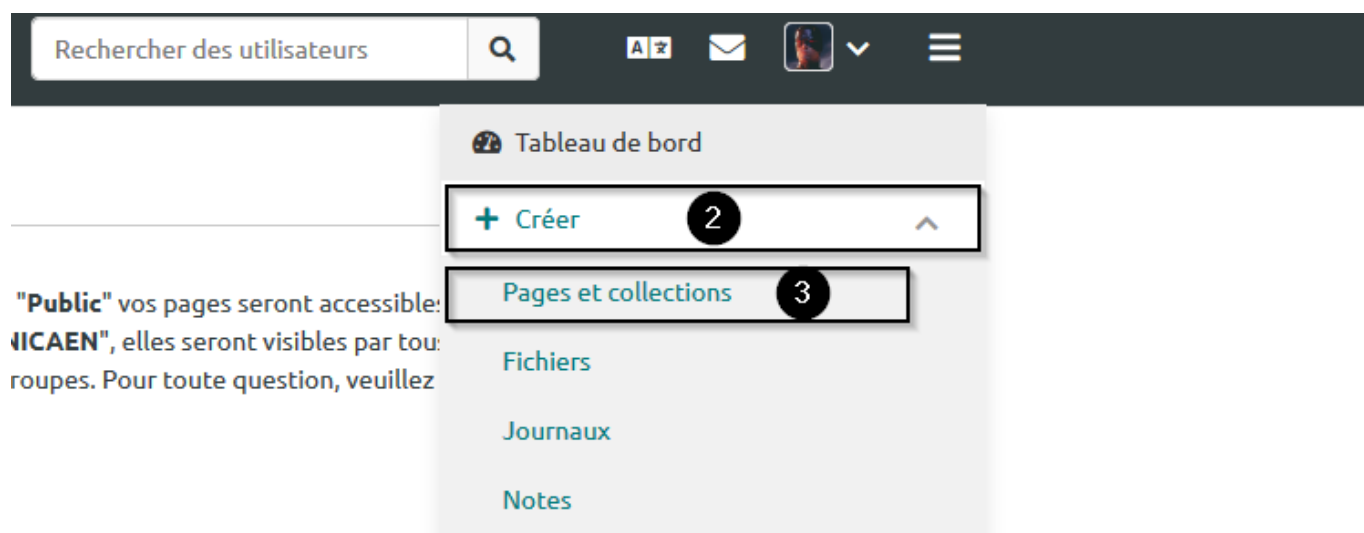 Rechercher des utilisateurs
A
Tableau de bord
+ Créer 2
Pages et collections 3
"Public" vos pages seront accessibles
NICAEN", elles seront visibles par tous
roupes. Pour toute question, veuillez
Fichiers
Journaux
Notes